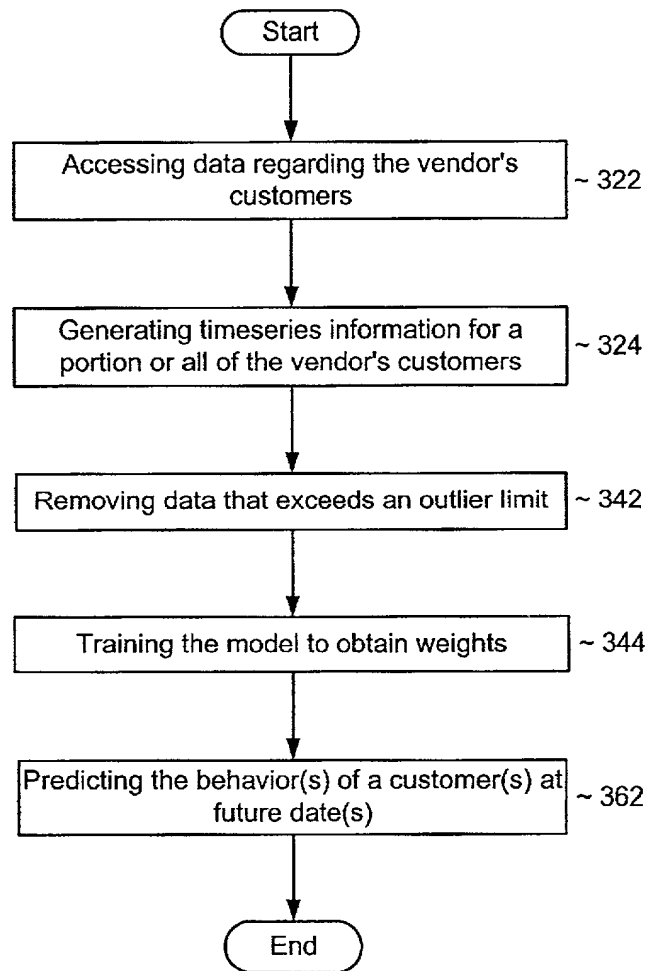 Start
Accessing data regarding the vendor's
customers
~ 322
Generating timeseries information for a
portion or all of the vendor's customers
~ 324
Removing data that exceeds an outlier limit
~ 342
Training the model to obtain weights
~ 344
Predicting the behavior(s) of a customer(s) at
future date(s)
~ 362
End